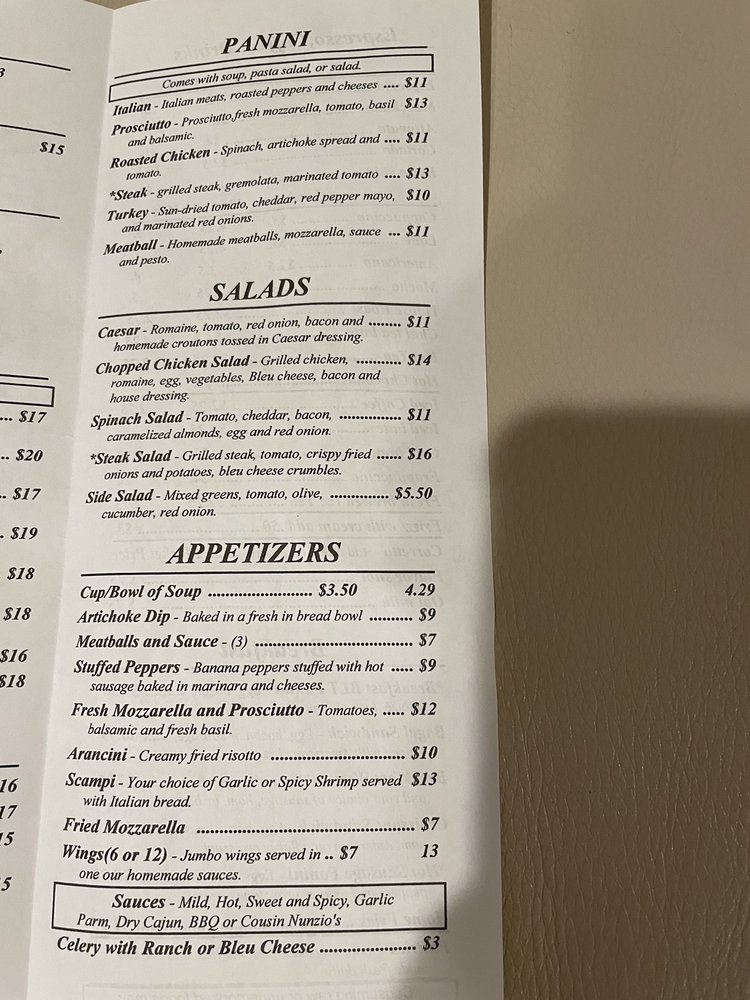 3
$15
... $17
.. $20
.. $17
. $19
$18
$18
$16
$18
16
17
15
5
PANINI
Comes with soup, pasta salad, or salad.
Italian - Italian meats, roasted peppers and cheeses .... $11
Prosciutto - Prosciutto,fresh mozzarella, tomato, basil $13
and balsamic.
Roasted Chicken - Spinach, artichoke spread and .... $11
tomato.
*Steak - grilled steak, gremolata, marinated tomato .... $13
Turkey - Sun-dried tomato, cheddar, red pepper mayo, $10
and marinated red onions.
Meatball - Homemade meatballs, mozzarella, sauce ... $11
and pesto.
SALADS
Caesar - Romaine, tomato, red onion, bacon and ........ $11
homemade croutons tossed in Caesar dressing.
Chopped Chicken Salad - Grilled chicken, ........... $14
romaine, egg, vegetables, Bleu cheese, bacon and
house dressing.
Spinach Salad - Tomato, cheddar, bacon, ............... $11
caramelized almonds, egg and red onion.
*Steak Salad - Grilled steak, tomato, crispy fried ...... $16
onions and potatoes, bleu cheese crumbles.
Side Salad - Mixed greens, tomato, olive, .............. $5.50
cucumber, red onion.
APPETIZERS
Cup/Bowl of Soup ......................... $3.50 4.29
Artichoke Dip - Baked in a fresh in bread bowl .......... $9
Meatballs and Sauce - (3) ...................................... $7
Stuffed Peppers - Banana peppers stuffed with hot ..... $9
sausage baked in marinara and cheeses.
Fresh Mozzarella and Prosciutto - Tomatoes, ..... $12
balsamic and fresh basil.
Arancini - Creamy fried risotto ................................ $10
Scampi - Your choice of Garlic or Spicy Shrimp served $13
with Italian bread.
Fried Mozzarella .................................................... $7
Wings(6 or 12) - Jumbo wings served in .. $7 13
one our homemade sauces.
Sauces - Mild, Hot, Sweet and Spicy, Garlic
Parm, Dry Cajun, BBQ or Cousin Nunzio's
Celery with Ranch or Bleu Cheese ...................... $3